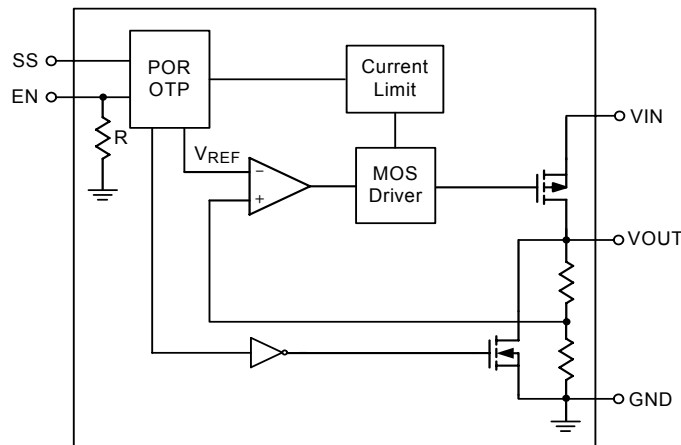 SS
EN
POR
OTP
Current
Limit
VIN
R
VREF
−
+
MOS
Driver
VOUT
GND